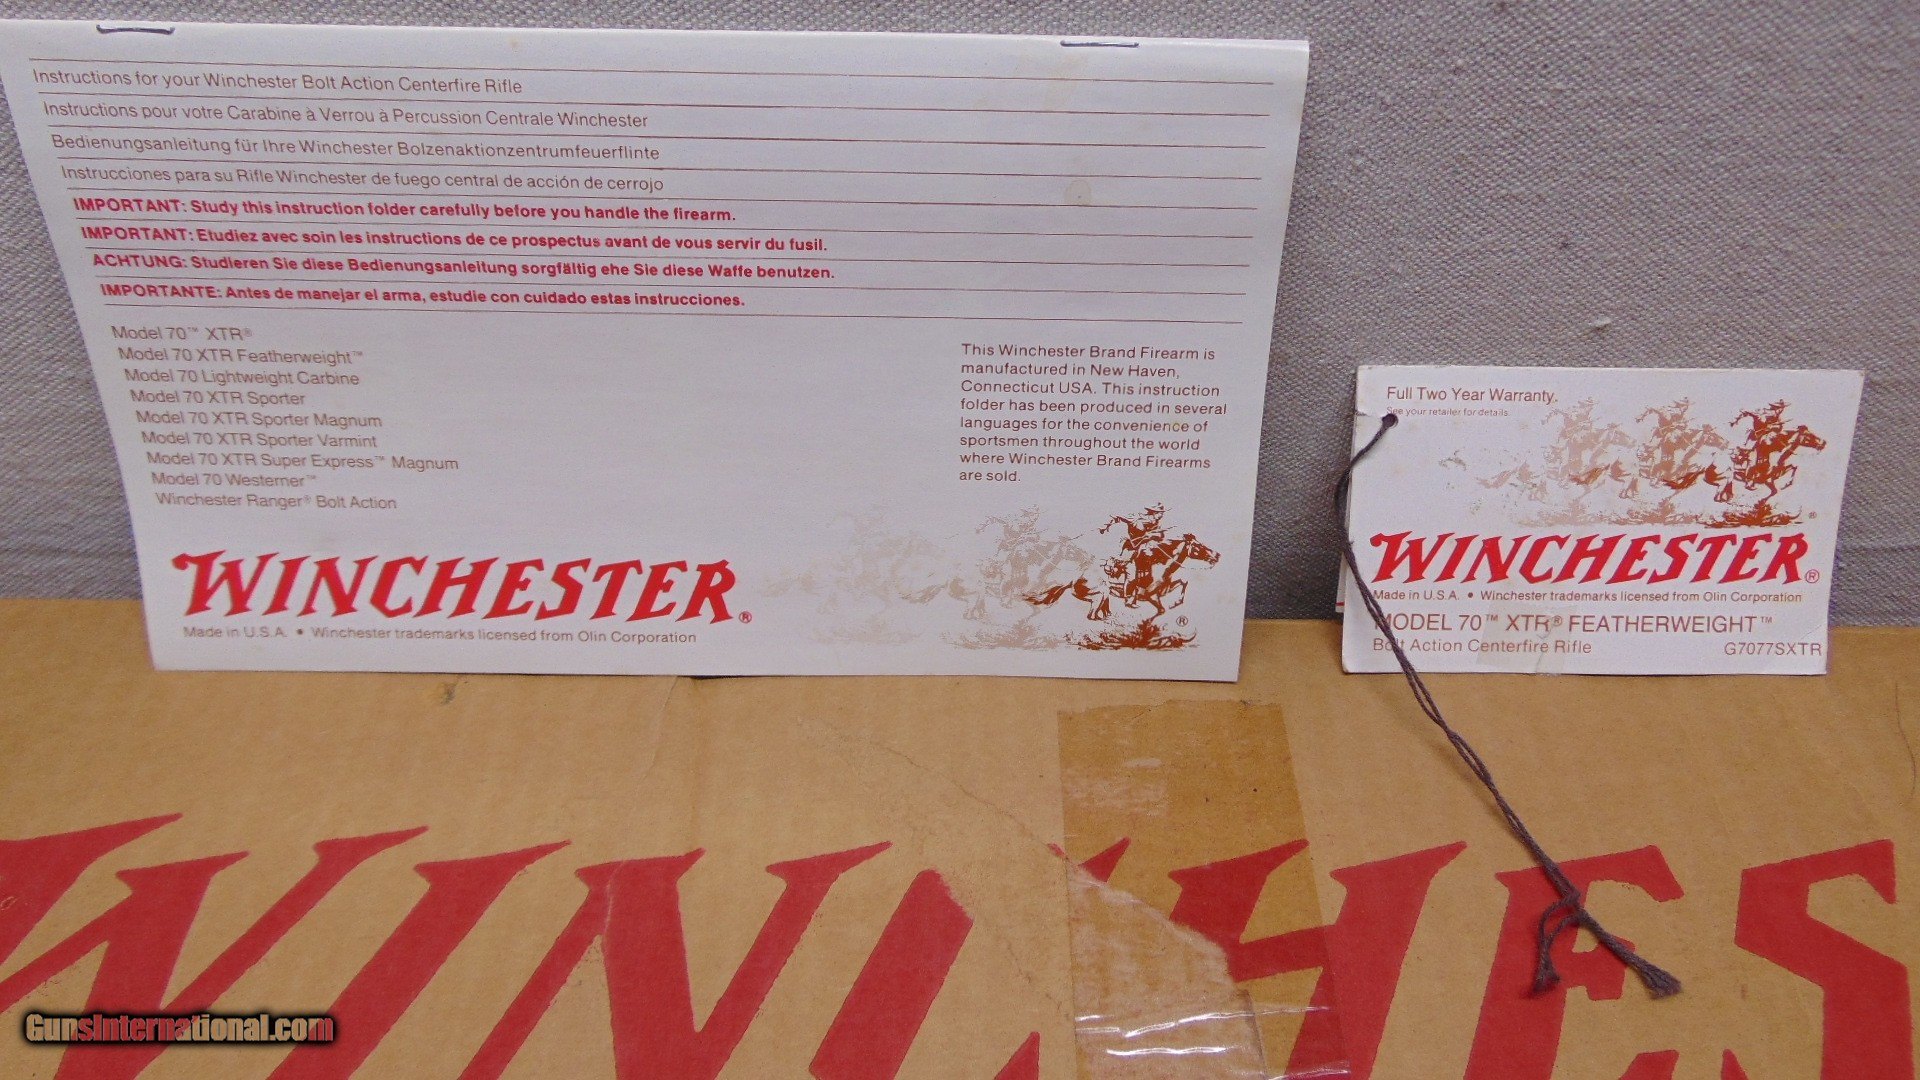 Instructions for your Winchester Bolt Action Centerfire Rifle
Instructions pour votre Carabine à Verrou à Percussion Centrale Winchester
Bedienungsanleitung für Ihre Winchester Bolzenaktionzentrumfeuerflinte
Instrucciones para su Rifle Winchester de fuego central de acción de cerrojo
IMPORTANT: Study this instruction folder carefully before you handle the firearm.
IMPORTANT: Etudiez avec soin les instructions de ce prospectus avant de vous servir du fusil.
ACHTUNG: Studieren Sie diese Bedienungsanleitung sorgfältig ehe Sie diese Waffe benutzen.
IMPORTANTE: Antes de manejar el arma, estudie con cuidado estas instrucciones.
Model 70™ XTR®
Model 70 XTR Featherweight™
Model 70 Lightweight Carbine
Model 70 XTR Sporter
Model 70 XTR Sporter Magnum
Model 70 XTR Sporter Varmint
Model 70 XTR Super Express™ Magnum
Model 70 Westerner™
Winchester Ranger® Bolt Action
This Winchester Brand Firearm is
manufactured in New Haven,
Connecticut USA. This instruction
folder has been produced in several
languages for the convenience of
sportsmen throughout the world
where Winchester Brand Firearms
are sold.
WINCHESTER®
®
Made in U.S.A. • Winchester trademarks licensed from Olin Corporation
Full Two Year Warranty.
See your retailer for details.
®
WINCHESTER®
Made in U.S.A. • Winchester trademarks licensed from Olin Corporation
MODEL 70™ XTR® FEATHERWEIGHT™
Bolt Action Centerfire Rifle G7077SXTR
WINCHES
GunsInternational.com